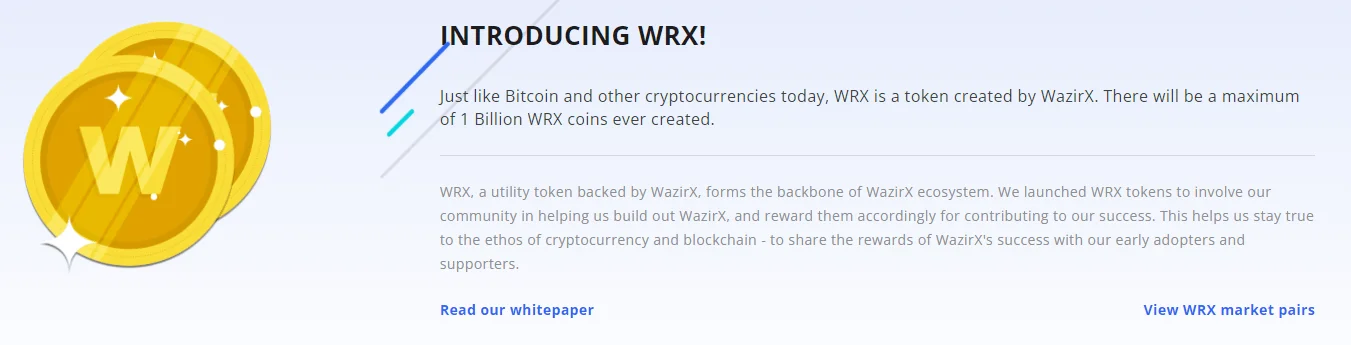 INTRODUCING WRX!
Just like Bitcoin and other cryptocurrencies today, WRX is a token created by WazirX. There will be a maximum
of 1 Billion WRX coins ever created.
WRX, a utility token backed by WazirX, forms the backbone of WazirX ecosystem. We launched WRX tokens to involve our
community in helping us build out WazirX, and reward them accordingly for contributing to our success. This helps us stay true
to the ethos of cryptocurrency and blockchain - to share the rewards of WazirX's success with our early adopters and
supporters.
Read our whitepaper
View WRX market pairs
W